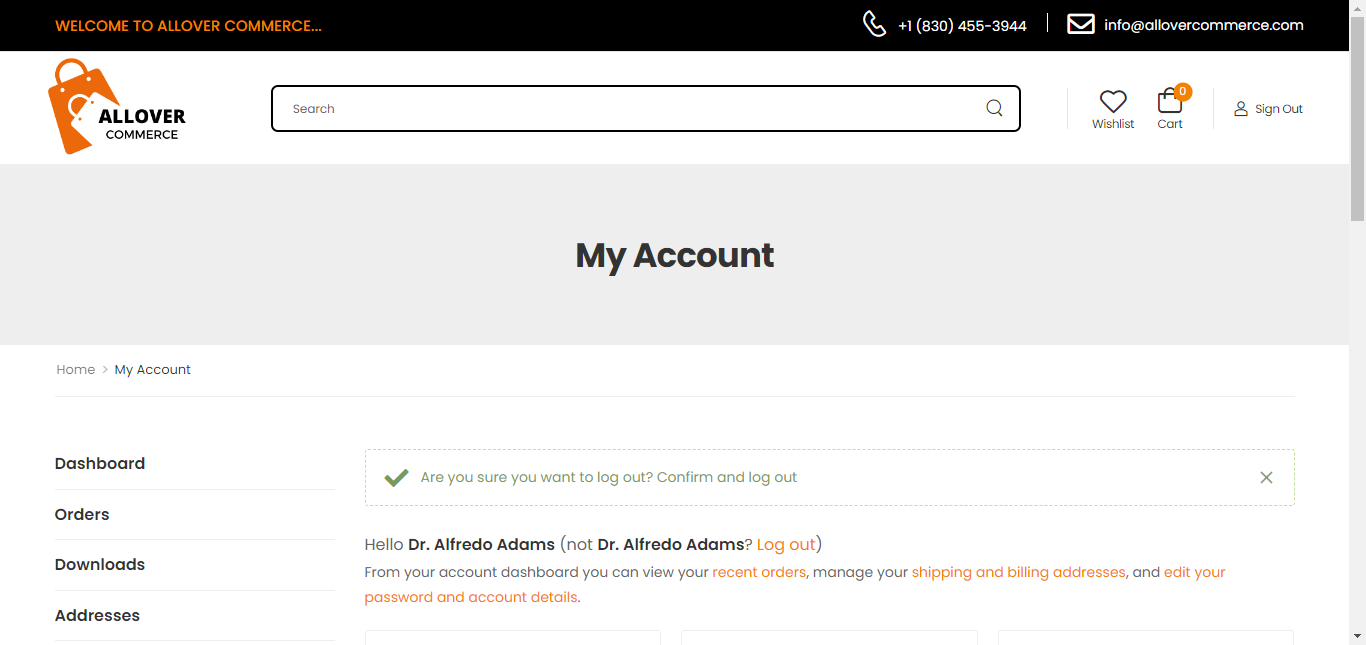 WELCOME TO ALLOVER COMMERCE...
+1 (830) 455-3944
info@allovercommerce.com
ALLOVER
COMMERCE
Search
Wishlist
0
Cart
Sign Out
My Account
Home > My Account
Dashboard
Orders
Downloads
Addresses
Are you sure you want to log out? Confirm and log out
Hello Dr. Alfredo Adams (not Dr. Alfredo Adams? Log out)
From your account dashboard you can view your recent orders, manage your shipping and billing addresses, and edit your
password and account details.